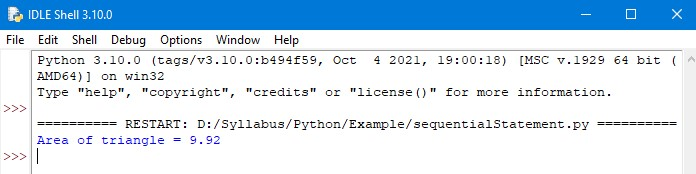 IDLE Shell 3.10.0
File Edit Shell Debug Options Window Help
Python 3.10.0 (tags/v3.10.0:b494f59, Oct  4 2021, 19:00:18) [MSC v.1929 64 bit (
AMD64)] on win32
Type "help", "copyright", "credits" or "license()" for more information.
>>>
========== RESTART: D:/Syllabus/Python/Example/sequentialStatement.py ==========
Area of triangle = 9.92
>>>